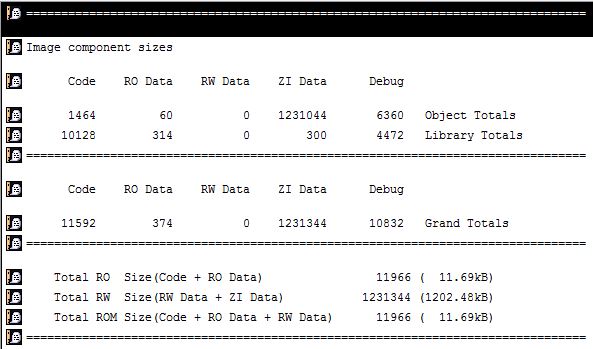 ==============================================================================
Image component sizes
Code RO Data RW Data ZI Data Debug
1464 60 0 1231044 6360 Object Totals
10128 314 0 300 4472 Library Totals
==============================================================================
Code RO Data RW Data ZI Data Debug
11592 374 0 1231344 10832 Grand Totals
==============================================================================
Total RO Size(Code + RO Data) 11966 ( 11.69kB)
Total RW Size(RW Data + ZI Data) 1231344 (1202.48kB)
Total ROM Size(Code + RO Data + RW Data) 11966 ( 11.69kB)
==============================================================================